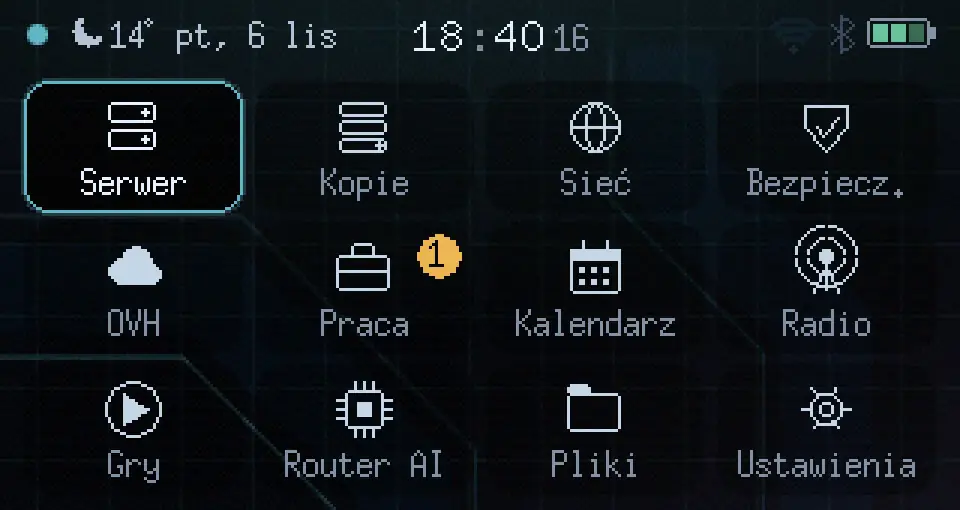 14° pt, 6 lis 18:40 16
Serwer Kopie Sieć Bezpiecz.
1
OVH Praca Kalendarz Radio
Gry Router AI Pliki Ustawienia